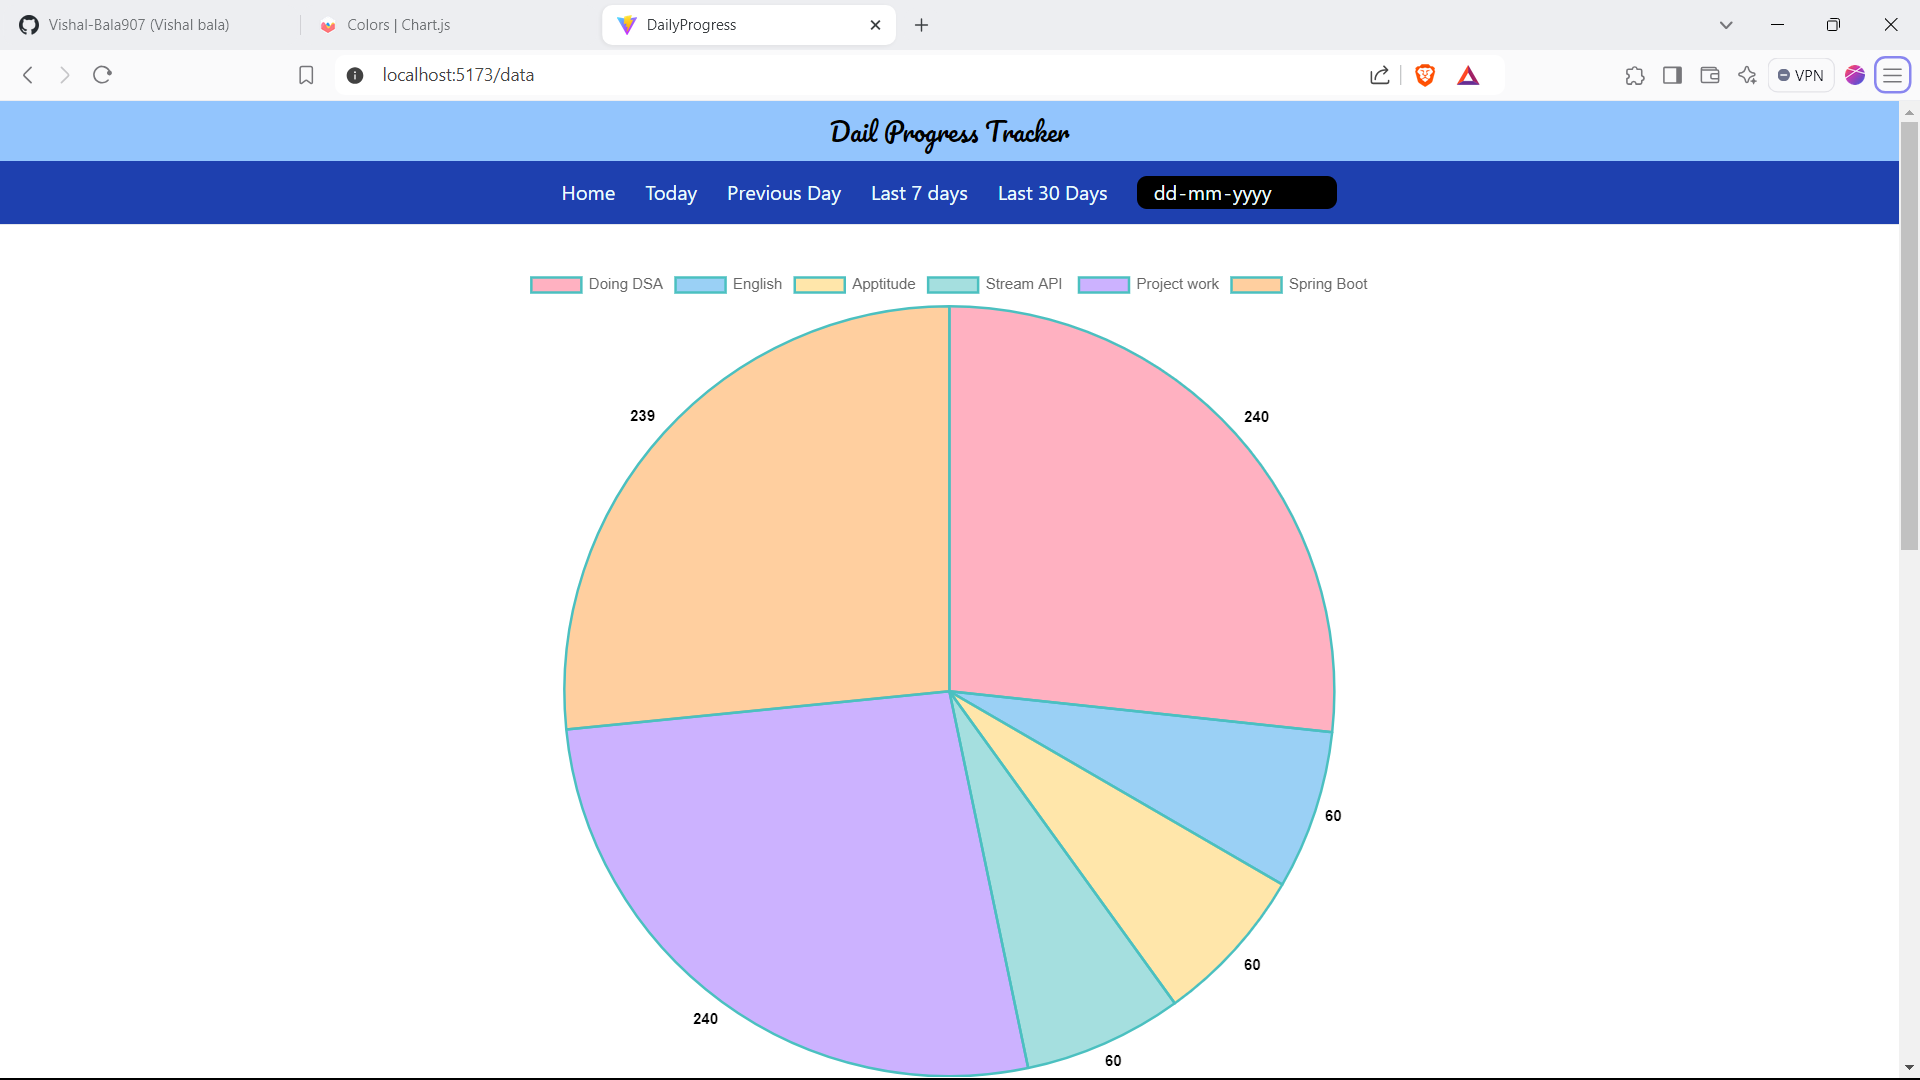 Vishal-Bala907 (Vishal bala) Colors | Chart.js DailyProgress
localhost:5173/data VPN
Dail Progress Tracker
Home Today Previous Day Last 7 days Last 30 Days dd-mm-yyyy
Doing DSA English Apptitude Stream API Project work Spring Boot
239 240
60
60
240
60